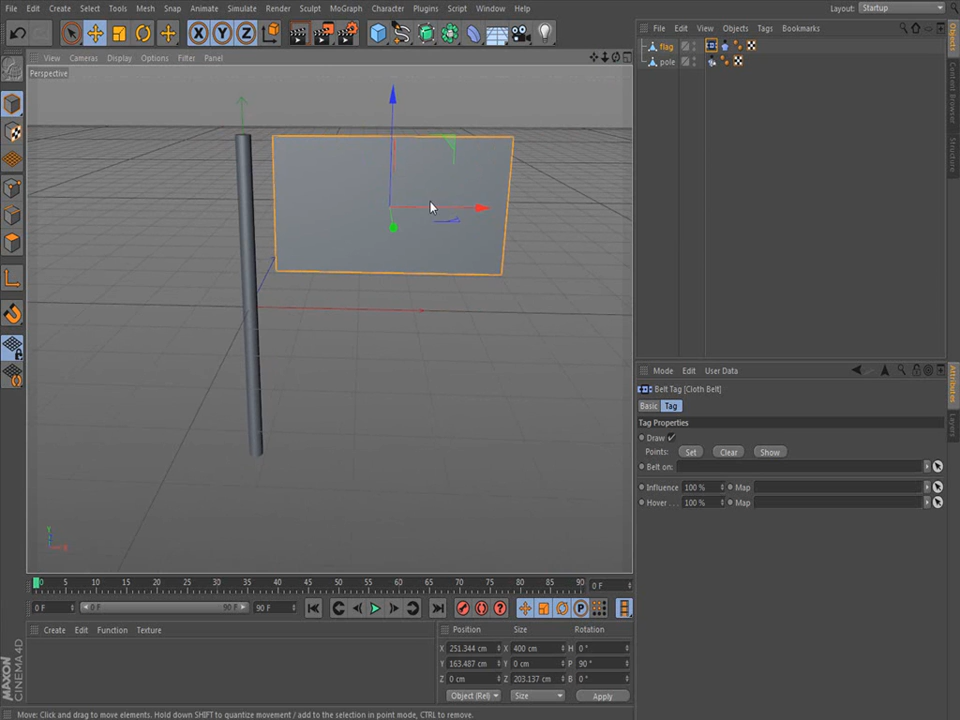 File Edit Create Select Tools Mesh Snap Animate Simulate Render Sculpt MoGraph Character Plugins Script Window Help
Layout: Startup
X Y Z
File Edit View Objects Tags Bookmarks
flag
pole
Objects
Content Browser
Structure
View Cameras Display Options Filter Panel
Perspective
Y
X
Mode Edit User Data
Belt Tag [Cloth Belt]
Basic Tag
Tag Properties
Draw
Points: Set Clear Show
Belt on:
Influence 100 % Map
Hover . . . 100 % Map
Attributes
Layers
0 5 10 15 20 25 30 35 40 45 50 55 60 65 70 75 80 85 90 0 F
0 F 0 F 90 F 90 F
P
Create Edit Function Texture
Position Size Rotation
X 251.344 cm X 400 cm H 0 °
Y 163.487 cm Y 0 cm P 90 °
Z 0 cm Z 203.137 cm B 0 °
Object (Rel) Size Apply
MAXON
CINEMA 4D
Move: Click and drag to move elements. Hold down SHIFT to quantize movement / add to the selection in point mode, CTRL to remove.